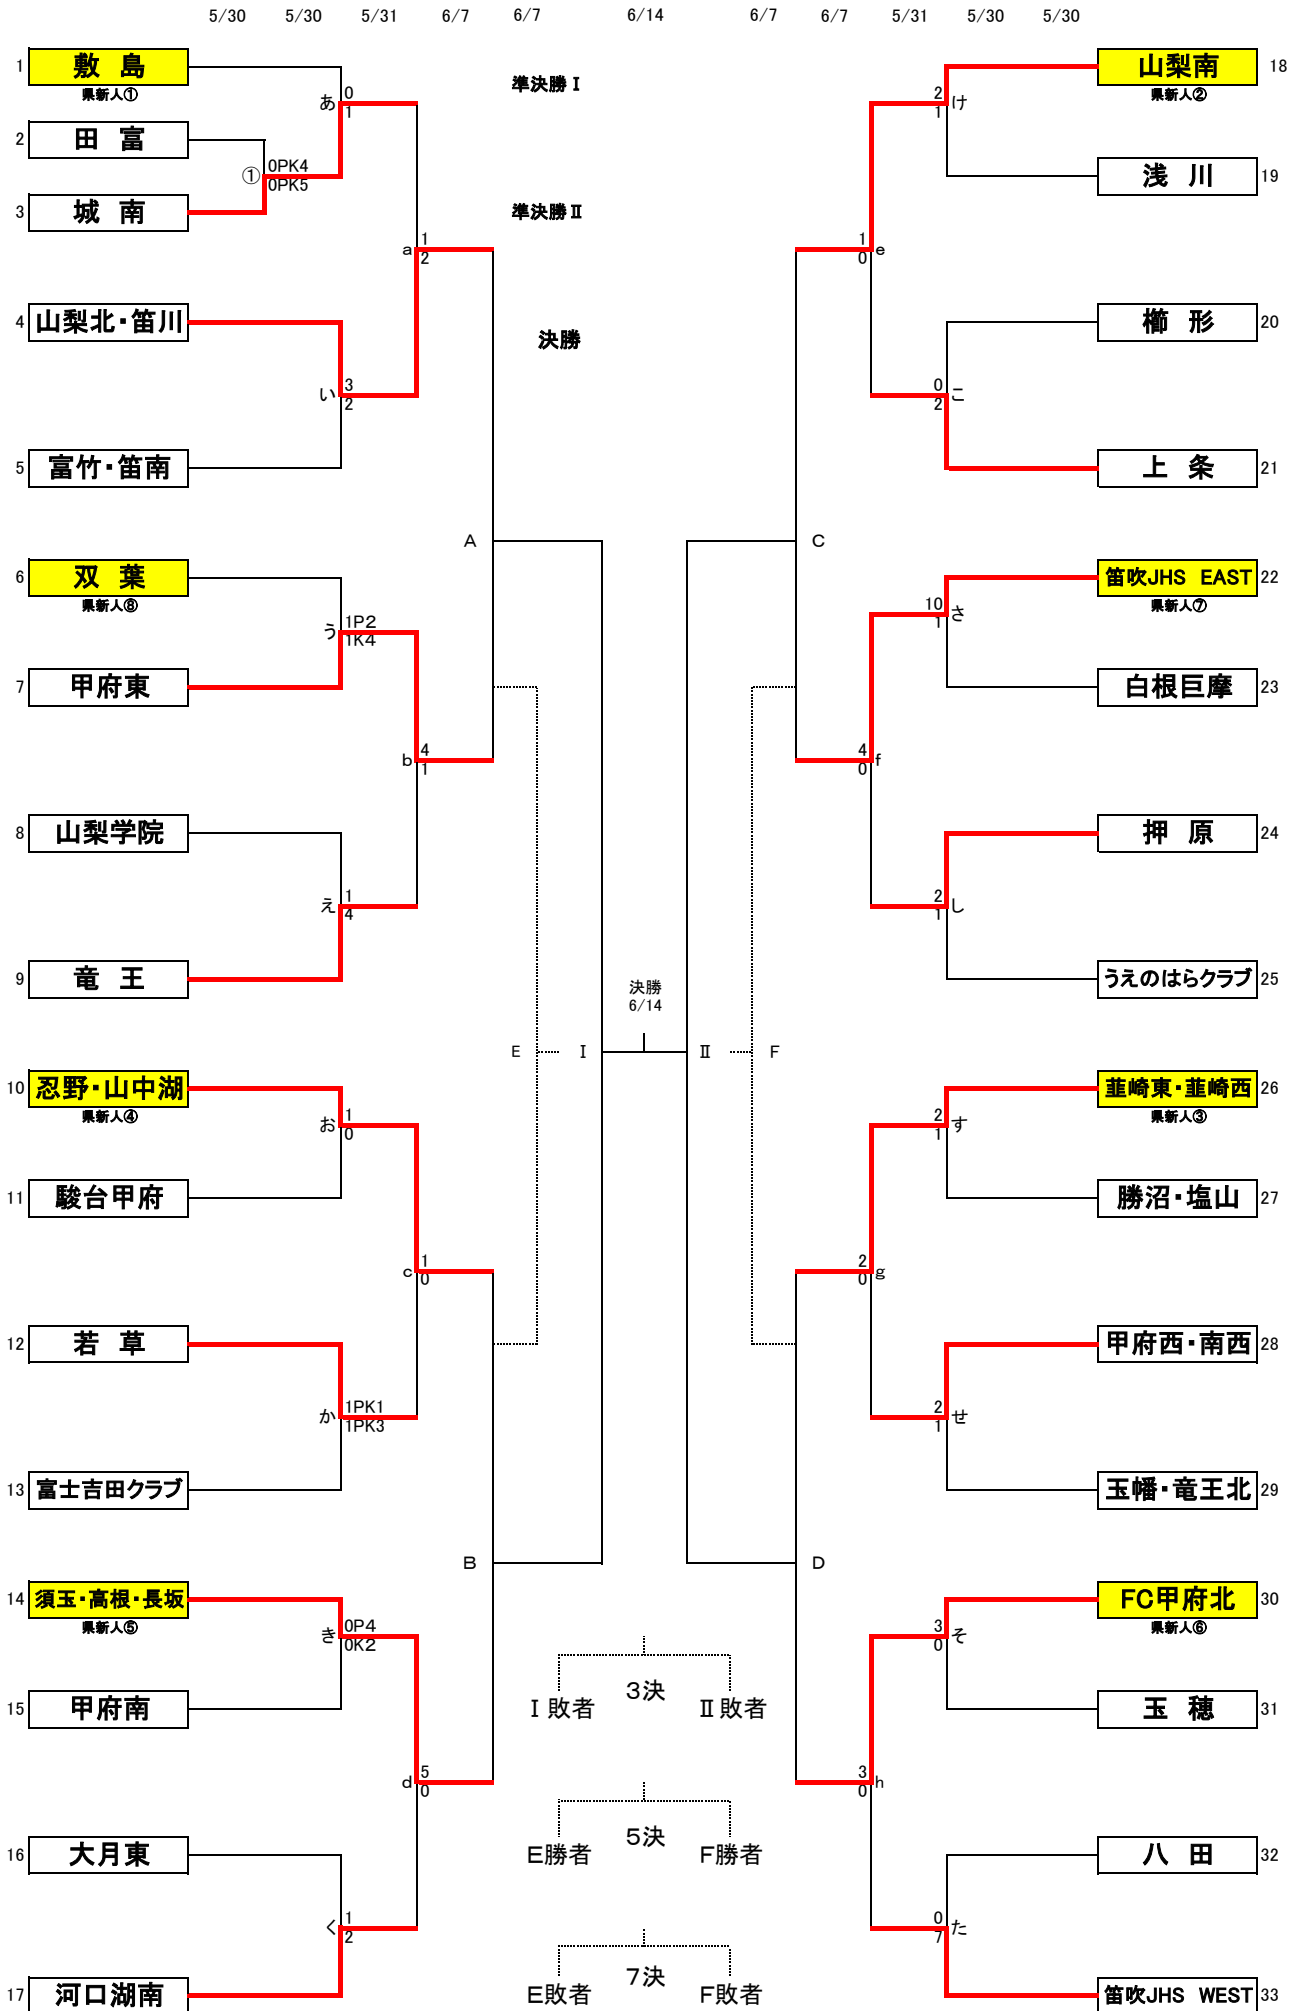 5/30 5/30 5/31 6/7 6/7 6/14 6/7 6/7 5/31 5/30 5/30
1 敷 島
県新人①
2 田 富
3 城 南
4 山梨北・笛川
5 富竹・笛南
6 双 葉
県新人⑧
7 甲府東
8 山梨学院
9 竜 王
10 忍野・山中湖
県新人④
11 駿台甲府
12 若 草
13 富士吉田クラブ
14 須玉・高根・長坂
県新人⑤
15 甲府南
16 大月東
17 河口湖南
あ 0
1
① 0PK4
0PK5
い 3
2
う 1P2
1K4
え 1
4
お 1
0
か 1PK1
1PK3
き 0P4
0K2
く 1
2
a 1
2
b 4
1
c 1
0
d 5
0
A
B
準決勝Ⅰ
準決勝Ⅱ
決勝
決勝
6/14
E Ⅰ Ⅱ F
3決
Ⅰ敗者 Ⅱ敗者
5決
E勝者 F勝者
7決
E敗者 F敗者
C
D
1
0 e
4
0 f
2
0 g
3
0 h
2
1 け
0
2 こ
10
1 さ
2
1 し
2
1 す
2
1 せ
3
0 そ
0
7 た
山梨南 18
県新人②
浅 川 19
櫛 形 20
上 条 21
笛吹JHS EAST 22
県新人⑦
白根巨摩 23
押 原 24
うえのはらクラブ 25
韮崎東・韮崎西 26
県新人③
勝沼・塩山 27
甲府西・南西 28
玉幡・竜王北 29
FC甲府北 30
県新人⑥
玉 穂 31
八 田 32
笛吹JHS WEST 33